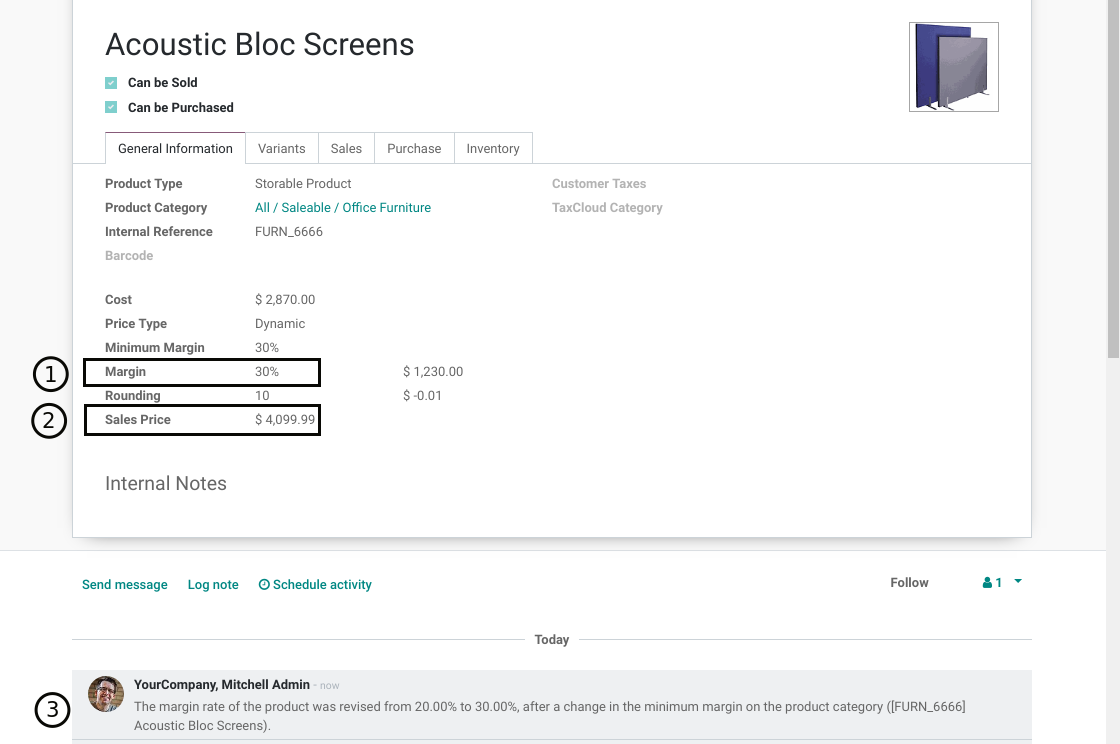 Acoustic Bloc Screens
Can be Sold
Can be Purchased
General Information Variants Sales Purchase Inventory
Product Type Storable Product Customer Taxes
Product Category All / Saleable / Office Furniture TaxCloud Category
Internal Reference FURN_6666
Barcode
Cost $ 2,870.00
Price Type Dynamic
Minimum Margin 30%
1 Margin 30% $ 1,230.00
Rounding 10 $ -0.01
2 Sales Price $ 4,099.99
Internal Notes
Send message Log note Schedule activity Follow 1
Today
YourCompany, Mitchell Admin - now
3 The margin rate of the product was revised from 20.00% to 30.00%, after a change in the minimum margin on the product category ([FURN_6666]
Acoustic Bloc Screens).